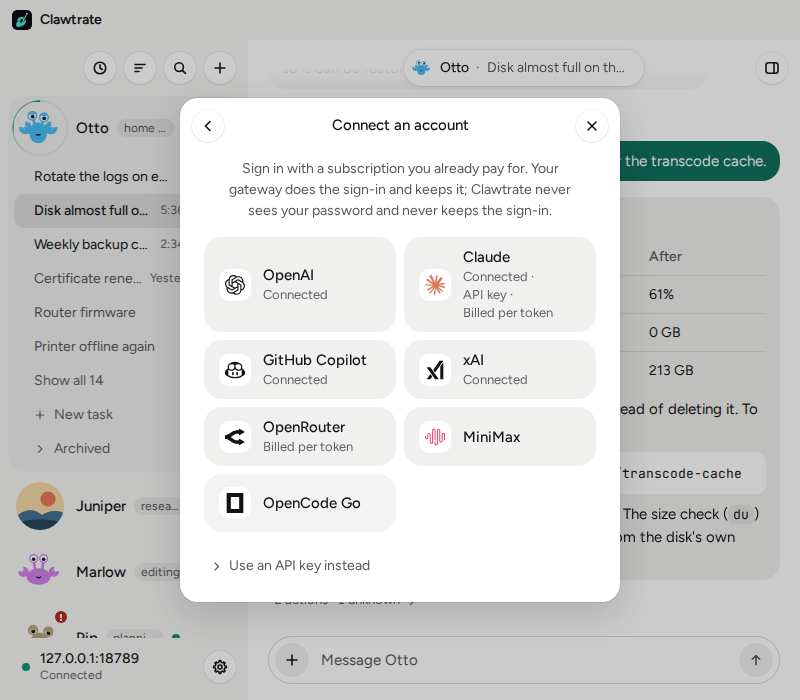 Clawtrate
Otto · Disk almost full on th...
Otto home ...
Rotate the logs on e...
Disk almost full o... 5:36
Weekly backup c... 2:34
Certificate rene... Yeste
Router firmware
Printer offline again
Show all 14
New task
Archived
Juniper resea...
Marlow editing
Pip planni...
127.0.0.1:18789
Connected
Connect an account
Sign in with a subscription you already pay for. Your
gateway does the sign-in and keeps it; Clawtrate never
sees your password and never keeps the sign-in.
OpenAI
Connected
Claude
Connected ·
API key ·
Billed per token
GitHub Copilot
Connected
xAI
Connected
OpenRouter
Billed per token
MiniMax
OpenCode Go
Use an API key instead
the transcode cache.
After
61%
0 GB
213 GB
ead of deleting it. To
/transcode-cache
The size check ( du )
om the disk's own
Message Otto